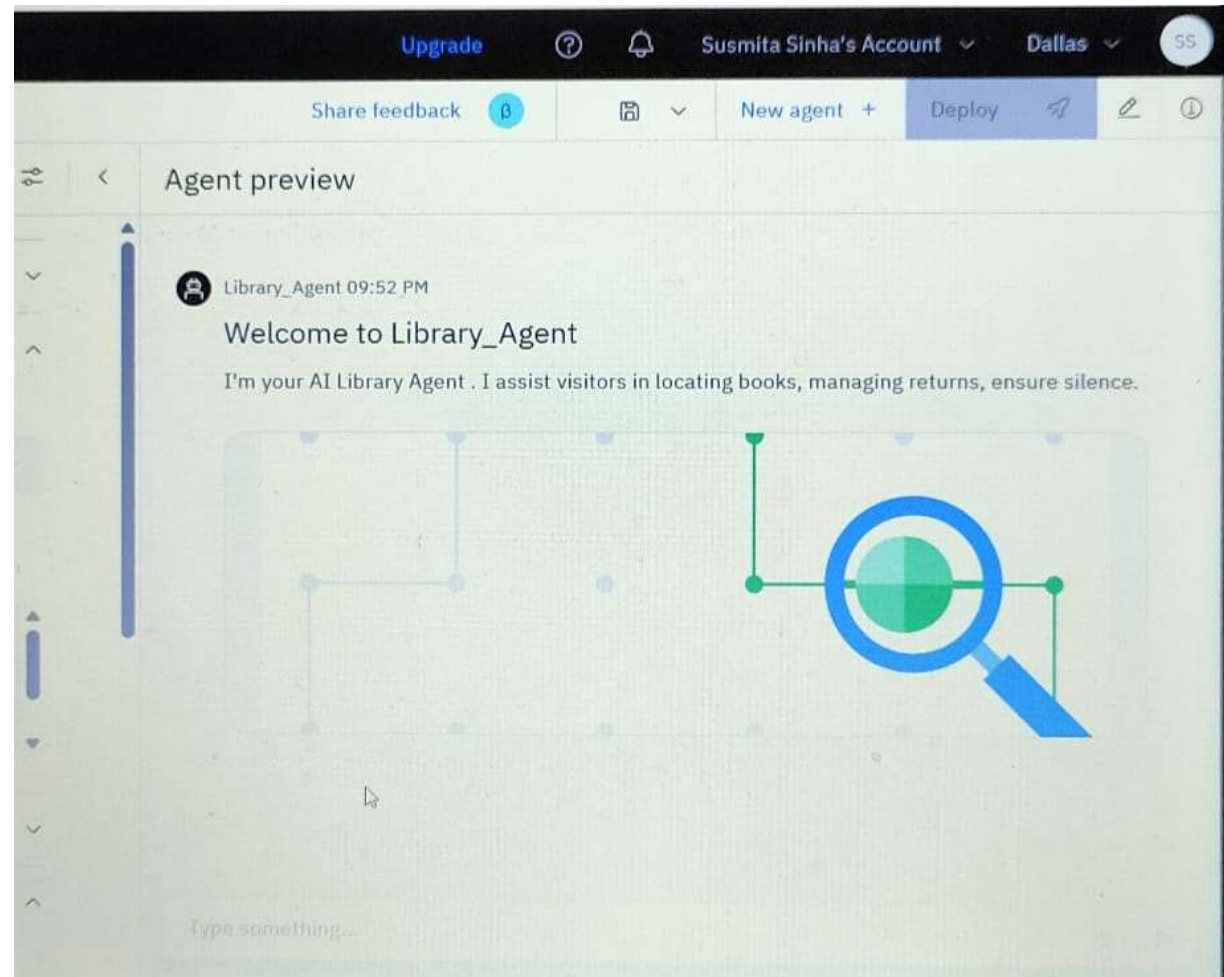 Upgrade Susmita Sinha's Account Dallas SS
Share feedback β New agent + Deploy
Agent preview
Library_Agent 09:52 PM
Welcome to Library_Agent
I'm your AI Library Agent . I assist visitors in locating books, managing returns, ensure silence.
Type something...